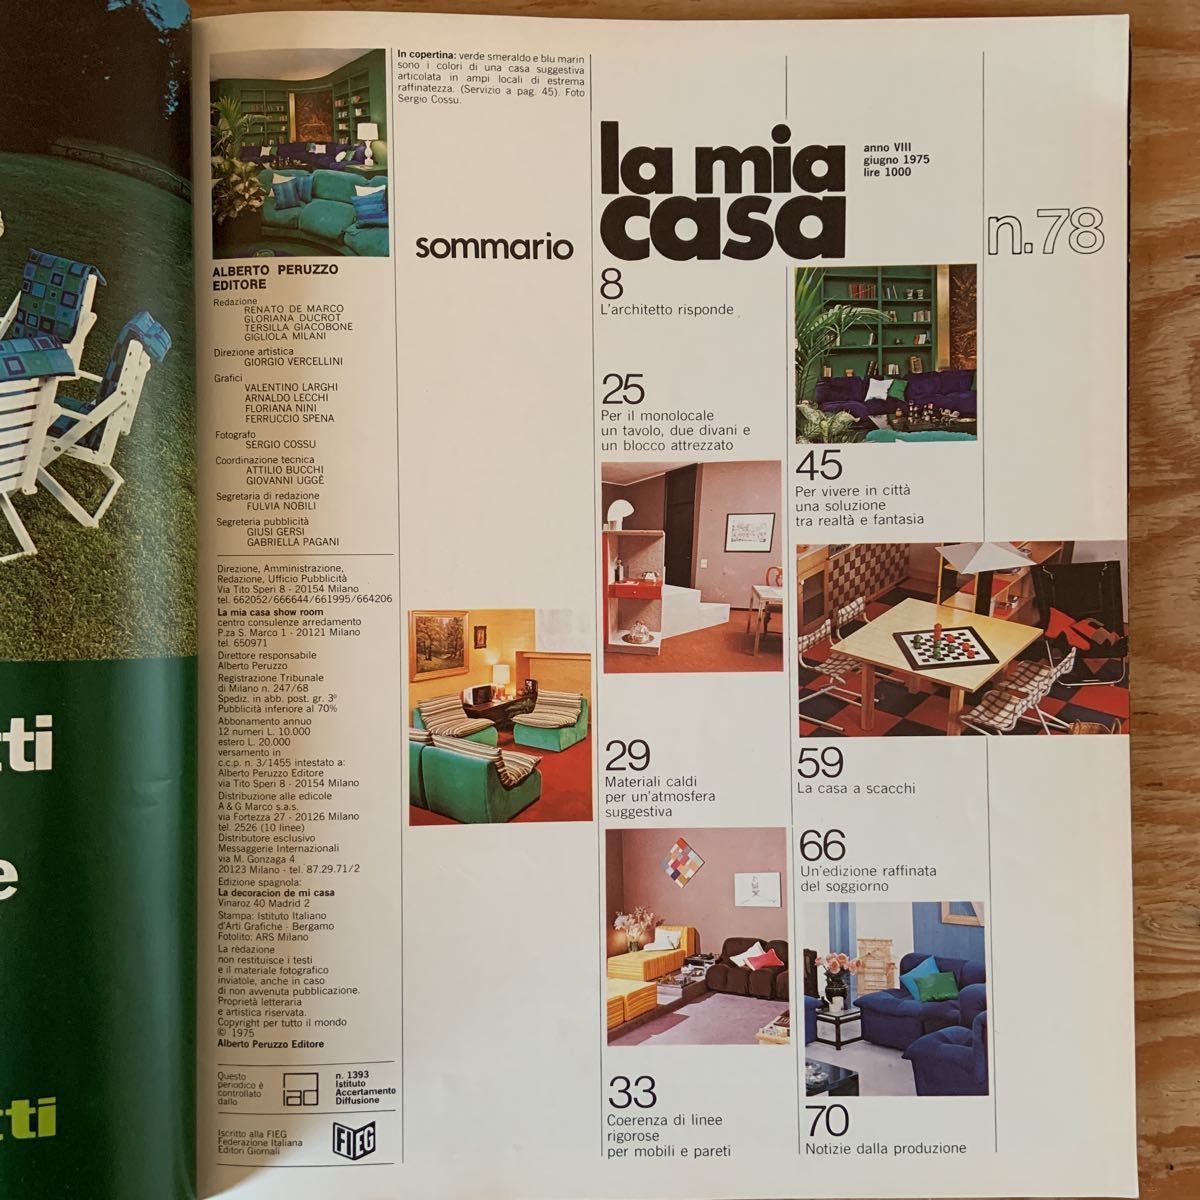 In copertina: verde smeraldo e blu marin
sono i colori di una casa suggestiva
articolata in ampi locali di estrema
raffinatezza. (Servizio a pag. 45). Foto
Sergio Cossu.
la mia
casa
anno VIII
giugno 1975
lire 1000
n.78
sommario
ALBERTO PERUZZO
EDITORE
Redazione
RENATO DE MARCO
GLORIANA DUCROT
TERSILLA GIACOBONE
GIGLIOLA MILANI
Direzione artistica
GIORGIO VERCELLINI
Grafici
VALENTINO LARGHI
ARNALDO LECCHI
FLORIANA NINI
FERRUCCIO SPENA
Fotografo
SERGIO COSSU
Coordinazione tecnica
ATTILIO BUCCHI
GIOVANNI UGGÈ
Segretaria di redazione
FULVIA NOBILI
Segreteria pubblicità
GIUSI GERSI
GABRIELLA PAGANI
Direzione, Amministrazione,
Redazione, Ufficio Pubblicità
Via Tito Speri 8 - 20154 Milano
tel. 662052/666644/661995/664206
La mia casa show room
centro consulenze arredamento
P.za S. Marco 1 - 20121 Milano
tel. 650971
Direttore responsabile
Alberto Peruzzo
Registrazione Tribunale
di Milano n. 247/68
Spediz. in abb. post. gr. 3º
Pubblicità inferiore al 70%
Abbonamento annuo
12 numeri L. 10.000
estero L. 20.000
versamento in
c.c.p. n. 3/1455 intestato a:
Alberto Peruzzo Editore
via Tito Speri 8 - 20154 Milano
Distribuzione alle edicole
A & G Marco s.a.s.
via Fortezza 27 - 20126 Milano
tel. 2526 (10 linee)
Distributore esclusivo
Messaggerie Internazionali
via M. Gonzaga 4
20123 Milano - tel. 87.29.71/2
Edizione spagnola:
La decoracion de mi casa
Vinaroz 40 Madrid 2
Stampa: Istituto Italiano
d'Arti Grafiche - Bergamo
Fotolito: ARS Milano
La rèdazione
non restituisce i testi
e il materiale fotografico
inviatole, anche in caso
di non avvenuta pubblicazione.
Proprietà letteraria
e artistica riservata.
Copyright per tutto il mondo
© 1975
Alberto Peruzzo Editore
Questo
periodico è
controllato
dallo
iad
n. 1393
Istituto
Accertamento
Diffusione
Iscritto alla FIEG
Federazione Italiana
Editori Giornali
FIEG
8
L'architetto risponde
25
Per il monolocale
un tavolo, due divani e
un blocco attrezzato
29
Materiali caldi
per un'atmosfera
suggestiva
33
Coerenza di linee
rigorose
per mobili e pareti
45
Per vivere in città
una soluzione
tra realtà e fantasia
59
La casa a scacchi
66
Un'edizione raffinata
del soggiorno
70
Notizie dalla produzione
tti
e
tti